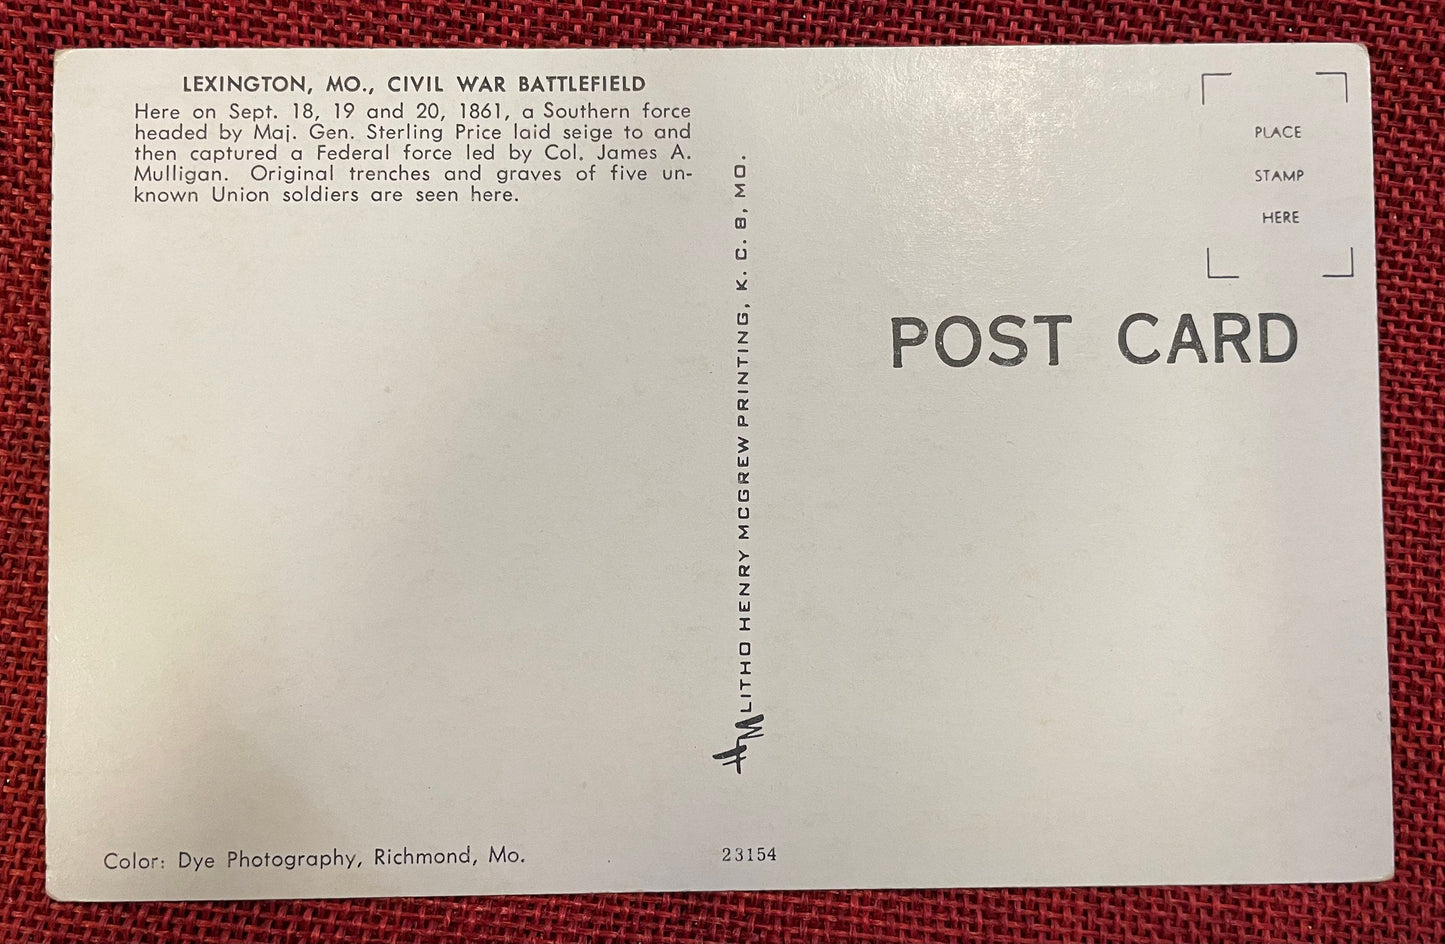 LEXINGTON, MO., CIVIL WAR BATTLEFIELD
Here on Sept. 18, 19 and 20, 1861, a Southern force
headed by Maj. Gen. Sterling Price laid seige to and
then captured a Federal force led by Col. James A.
Mulligan. Original trenches and graves of five un-
known Union soldiers are seen here.
Color: Dye Photography, Richmond, Mo.
HM LITHO HENRY MCGREW PRINTING, K. C. 8, MO.
23154
PLACE
STAMP
HERE
POST CARD